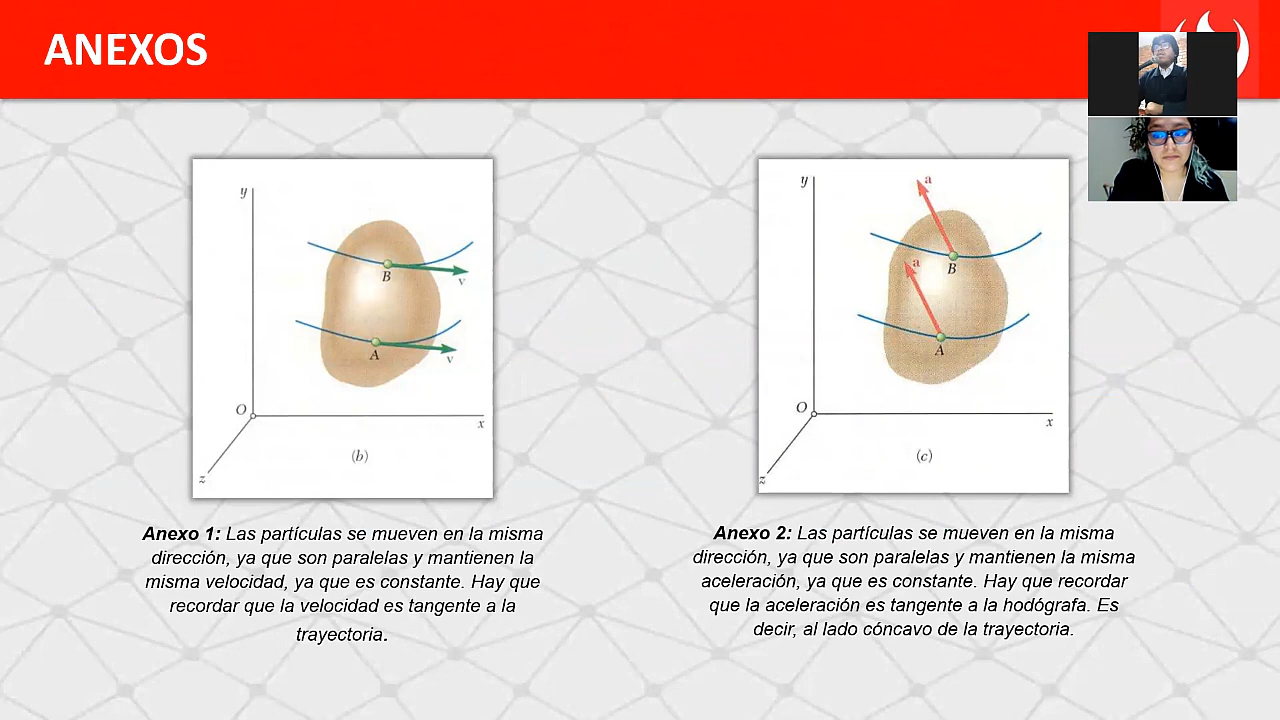 ANEXOS
y
B
v
A
v
O
x
z
(b)
y
a
B
a
A
O
x
z
(c)
Anexo 1: Las partículas se mueven en la misma
dirección, ya que son paralelas y mantienen la
misma velocidad, ya que es constante. Hay que
recordar que la velocidad es tangente a la
trayectoria.
Anexo 2: Las partículas se mueven en la misma
dirección, ya que son paralelas y mantienen la misma
aceleración, ya que es constante. Hay que recordar
que la aceleración es tangente a la hodógrafa. Es
decir, al lado cóncavo de la trayectoria.